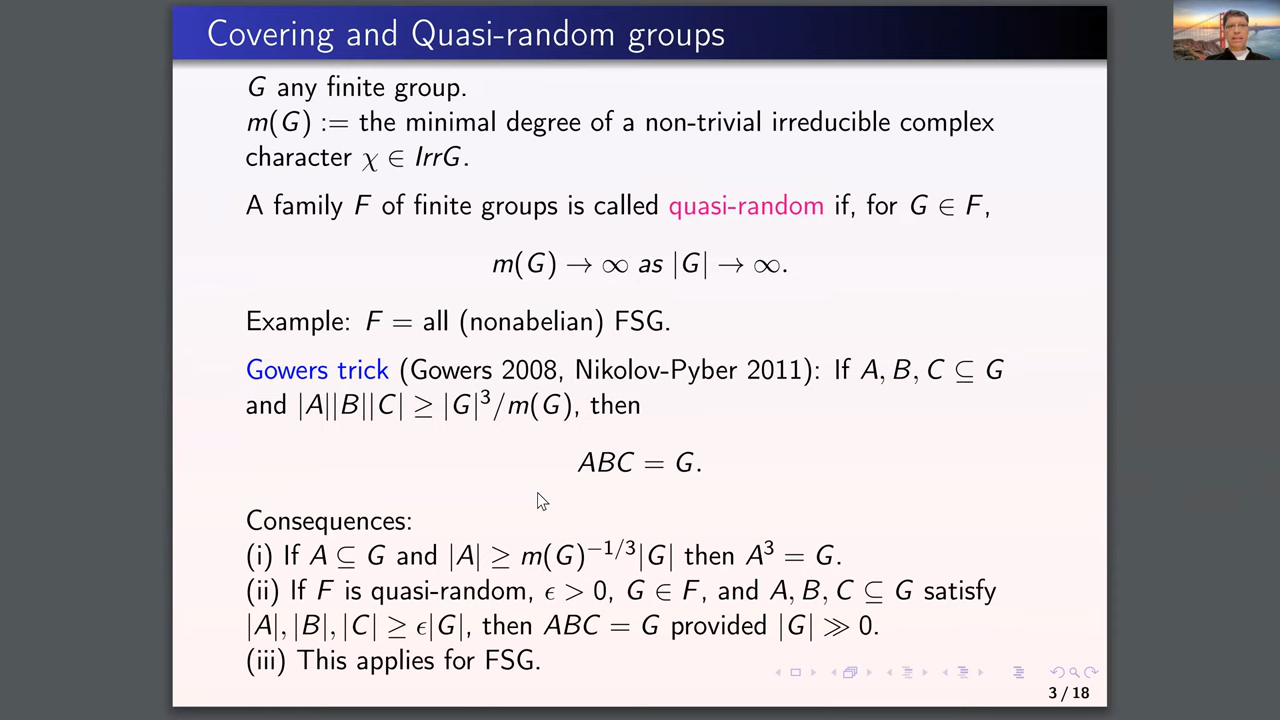 Covering and Quasi-random groups
G any finite group.
m(G) := the minimal degree of a non-trivial irreducible complex
character χ ∈ IrrG.
A family F of finite groups is called quasi-random if, for G ∈ F,
m(G) → ∞ as |G| → ∞.
Example: F = all (nonabelian) FSG.
Gowers trick (Gowers 2008, Nikolov-Pyber 2011): If A, B, C ⊆ G
and |A||B||C| ≥ |G|³/m(G), then
ABC = G.
Consequences:
(i) If A ⊆ G and |A| ≥ m(G)⁻¹/³|G| then A³ = G.
(ii) If F is quasi-random, ϵ > 0, G ∈ F, and A, B, C ⊆ G satisfy
|A|, |B|, |C| ≥ ϵ|G|, then ABC = G provided |G| ≫ 0.
(iii) This applies for FSG.
3 / 18